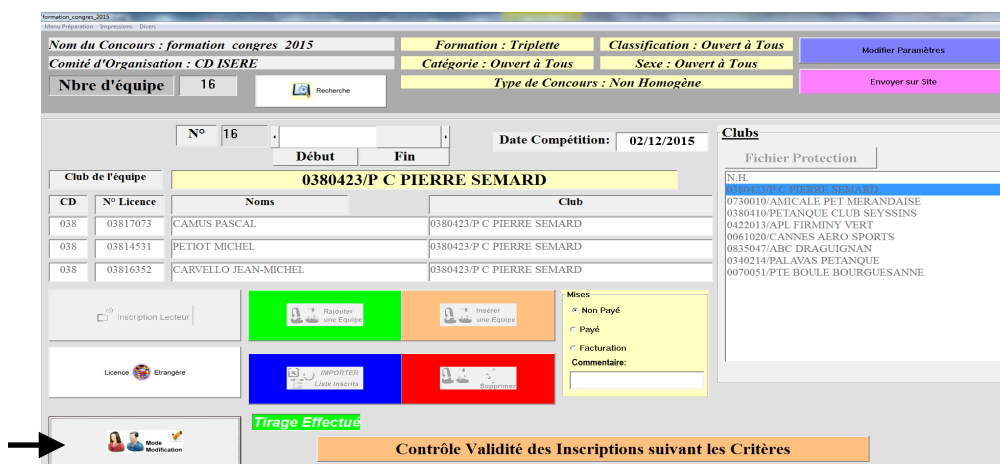 formation_congres_2015
Menu Préparation Impressions Divers
Nom du Concours : formation congres 2015
Formation : Triplette
Classification : Ouvert à Tous
Modifier Paramètres
Comité d'Organisation : CD ISERE
Catégorie : Ouvert à Tous
Sexe : Ouvert à Tous
Nbre d'équipe 16
Recherche
Type de Concours : Non Homogène
Envoyer sur Site
N° 16
Début Fin
Date Compétition: 02/12/2015
Clubs
Fichier Protection
Club de l'équipe
0380423/P C PIERRE SEMARD
CD N° Licence Noms Club
038 03817073 CAMUS PASCAL 0380423/P C PIERRE SEMARD
038 03814531 PETIOT MICHEL 0380423/P C PIERRE SEMARD
038 03816352 CARVELLO JEAN-MICHEL 0380423/P C PIERRE SEMARD
N.H.
0380423/P C PIERRE SEMARD
0730010/AMICALE PET MERANDAISE
0380410/PETANQUE CLUB SEYSSINS
0422013/APL FIRMINY VERT
0061020/CANNES AERO SPORTS
0835047/ABC DRAGUIGNAN
0340214/PALAVAS PETANQUE
0070051/PTE BOULE BOURGUESANNE
Inscription Lecteur
Rajouter
une Equipe
Insérer
une Equipe
Mises
Non Payé
Payé
Facturation
Commentaire:
Licence Etrangère
IMPORTER
Liste Inscrits
Supprimer
Mode
Modification
Tirage Effectué
Contrôle Validité des Inscriptions suivant les Critères